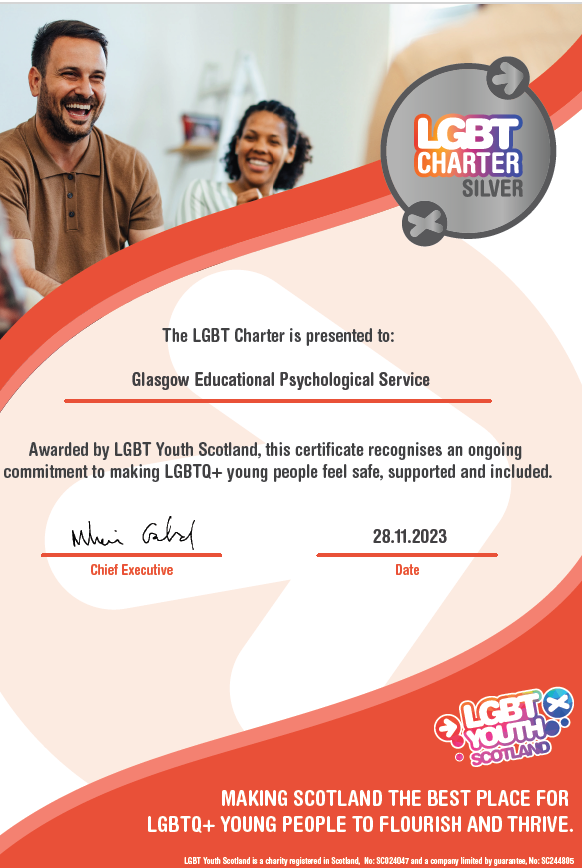 LGBT
CHARTER
SILVER
The LGBT Charter is presented to:
Glasgow Educational Psychological Service
Awarded by LGBT Youth Scotland, this certificate recognises an ongoing
commitment to making LGBTQ+ young people feel safe, supported and included.
28.11.2023
Chief Executive
Date
LGBT
YOUTH
SCOTLAND
MAKING SCOTLAND THE BEST PLACE FOR
LGBTQ+ YOUNG PEOPLE TO FLOURISH AND THRIVE.
LGBT Youth Scotland is a charity registered in Scotland, No: SC024047 and a company limited by guarantee, No: SC244805